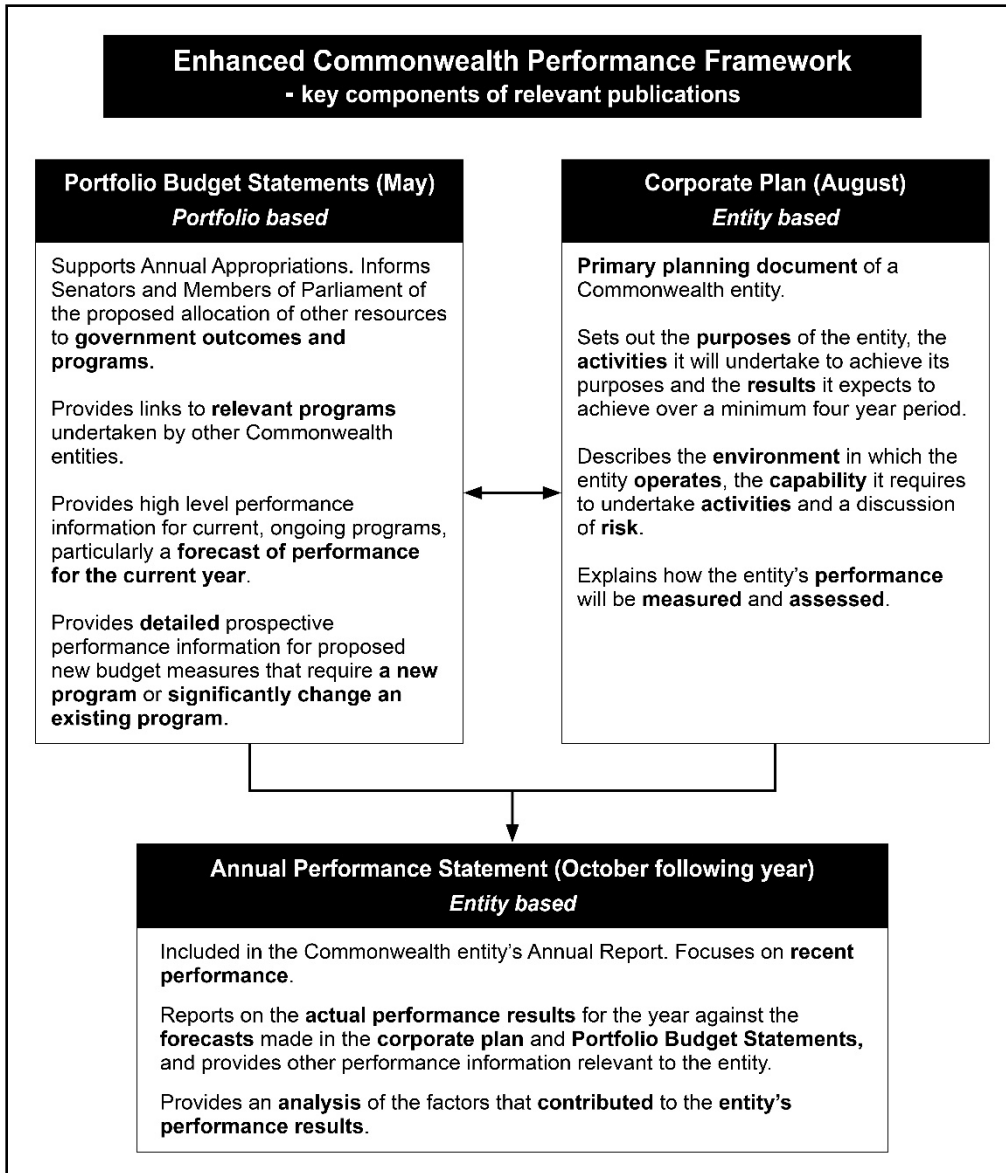 Enhanced Commonwealth Performance Framework
- key components of relevant publications
Portfolio Budget Statements (May)
Portfolio based
Supports Annual Appropriations. Informs
Senators and Members of Parliament of
the proposed allocation of other resources
to government outcomes and
programs.
Provides links to relevant programs
undertaken by other Commonwealth
entities.
Provides high level performance
information for current, ongoing programs,
particularly a forecast of performance
for the current year.
Provides detailed prospective
performance information for proposed
new budget measures that require a new
program or significantly change an
existing program.
Corporate Plan (August)
Entity based
Primary planning document of a
Commonwealth entity.
Sets out the purposes of the entity, the
activities it will undertake to achieve its
purposes and the results it expects to
achieve over a minimum four year period.
Describes the environment in which the
entity operates, the capability it requires
to undertake activities and a discussion
of risk.
Explains how the entity's performance
will be measured and assessed.
Annual Performance Statement (October following year)
Entity based
Included in the Commonwealth entity's Annual Report. Focuses on recent
performance.
Reports on the actual performance results for the year against the
forecasts made in the corporate plan and Portfolio Budget Statements,
and provides other performance information relevant to the entity.
Provides an analysis of the factors that contributed to the entity's
performance results.